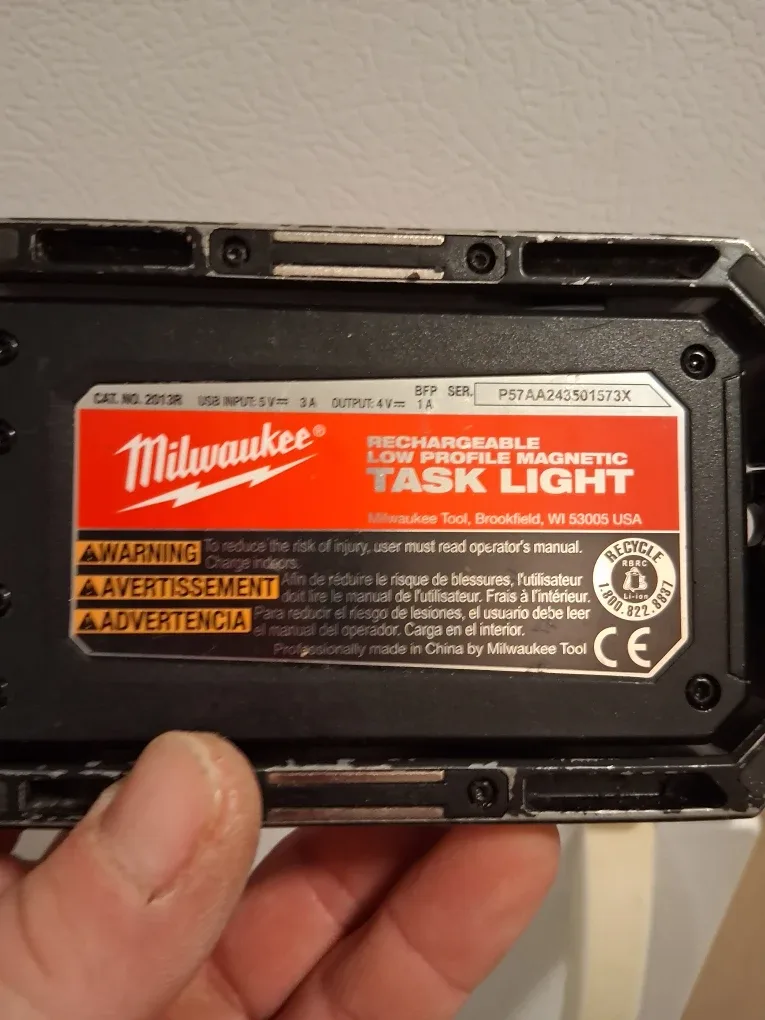 CAT. NO. 2013R USB INPUT: 5 V⎓ 3 A OUTPUT: 4 V⎓ 1 A BFP SER. P57AA243501573X
Milwaukee®
RECHARGEABLE
LOW PROFILE MAGNETIC
TASK LIGHT
Milwaukee Tool, Brookfield, WI 53005 USA
WARNING To reduce the risk of injury, user must read operator's manual.
Charge indoors.
AVERTISSEMENT Afin de réduire le risque de blessures, l'utilisateur
doit lire le manual de l'utilisateur. Frais à l'intérieur.
ADVERTENCIA Para reducir el riesgo de lesiones, el usuario debe leer
el manual del operador. Carga en el interior.
Professionally made in China by Milwaukee Tool
RECYCLE
RBRC
Li-ion
1.800.822.8837
CE